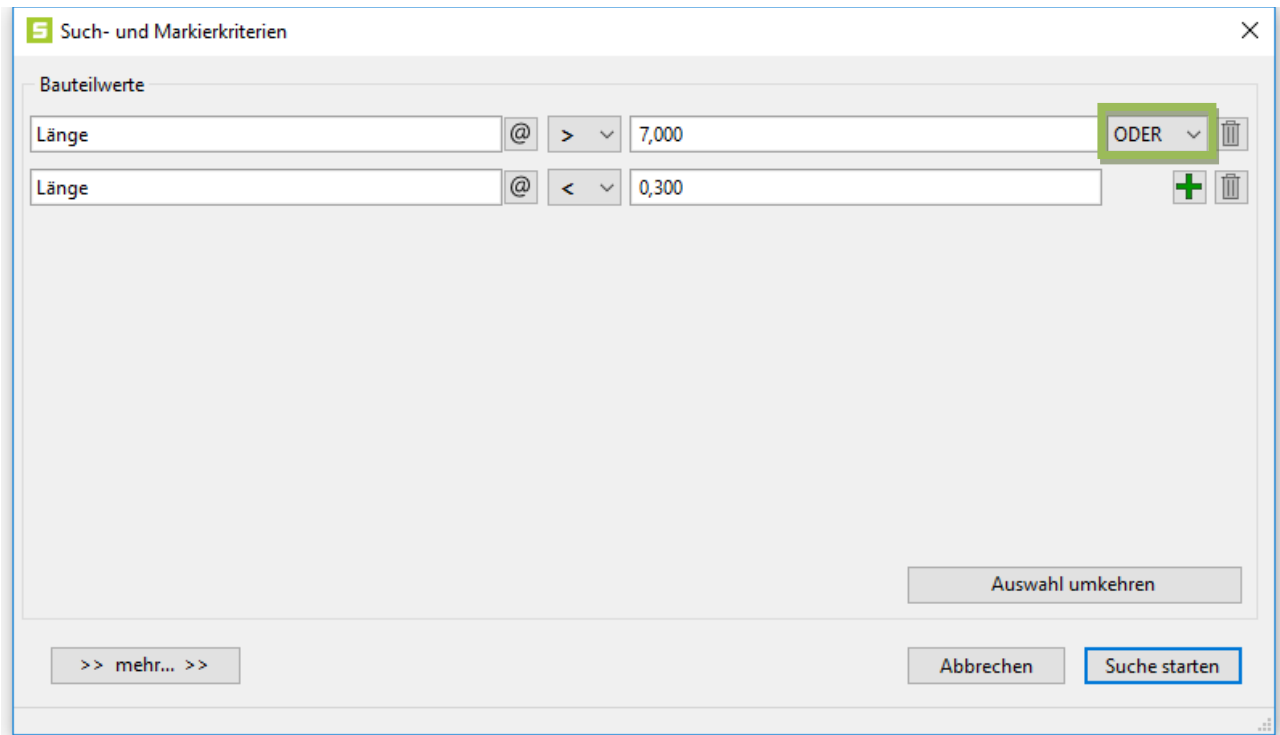 S Such- und Markierkriterien
Bauteilwerte
Länge @ > 7,000 ODER
Länge @ < 0,300
Auswahl umkehren
>> mehr... >> Abbrechen Suche starten